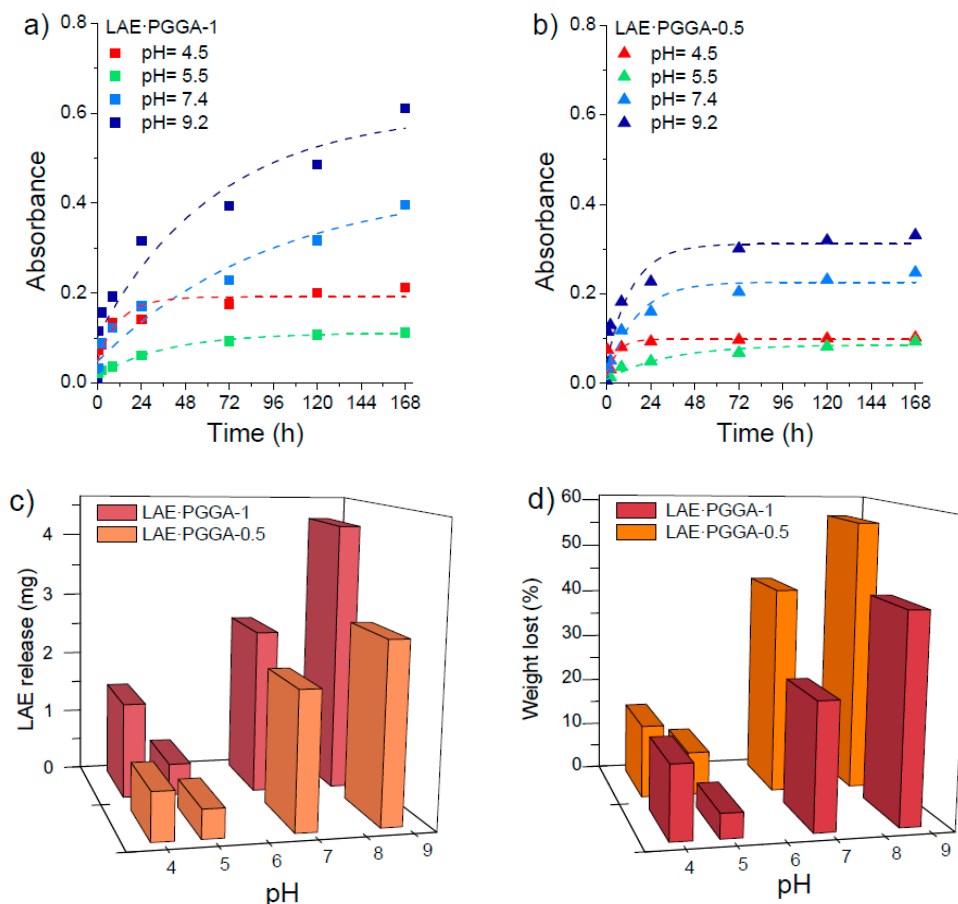 a)
LAE·PGGA-1
pH= 4.5
pH= 5.5
pH= 7.4
pH= 9.2
Absorbance
0.8
0.6
0.4
0.2
0.0
0 24 48 72 96 120 144 168
Time (h)
b)
LAE·PGGA-0.5
pH= 4.5
pH= 5.5
pH= 7.4
pH= 9.2
Absorbance
0.8
0.6
0.4
0.2
0.0
0 24 48 72 96 120 144 168
Time (h)
c)
LAE·PGGA-1
LAE·PGGA-0.5
LAE release (mg)
4
3
2
1
0
4 5 6 7 8 9
pH
d)
LAE·PGGA-1
LAE·PGGA-0.5
Weight lost (%)
60
50
40
30
20
10
0
4 5 6 7 8 9
pH